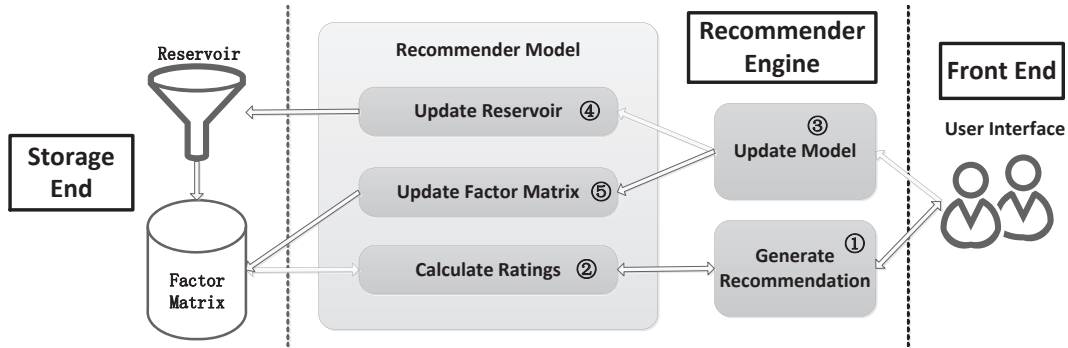 Reservoir
Storage
End
Factor
Matrix
Recommender Model
Update Reservoir ④
Update Factor Matrix ⑤
Calculate Ratings ②
Recommender
Engine
③
Update Model
①
Generate
Recommendation
Front End
User Interface